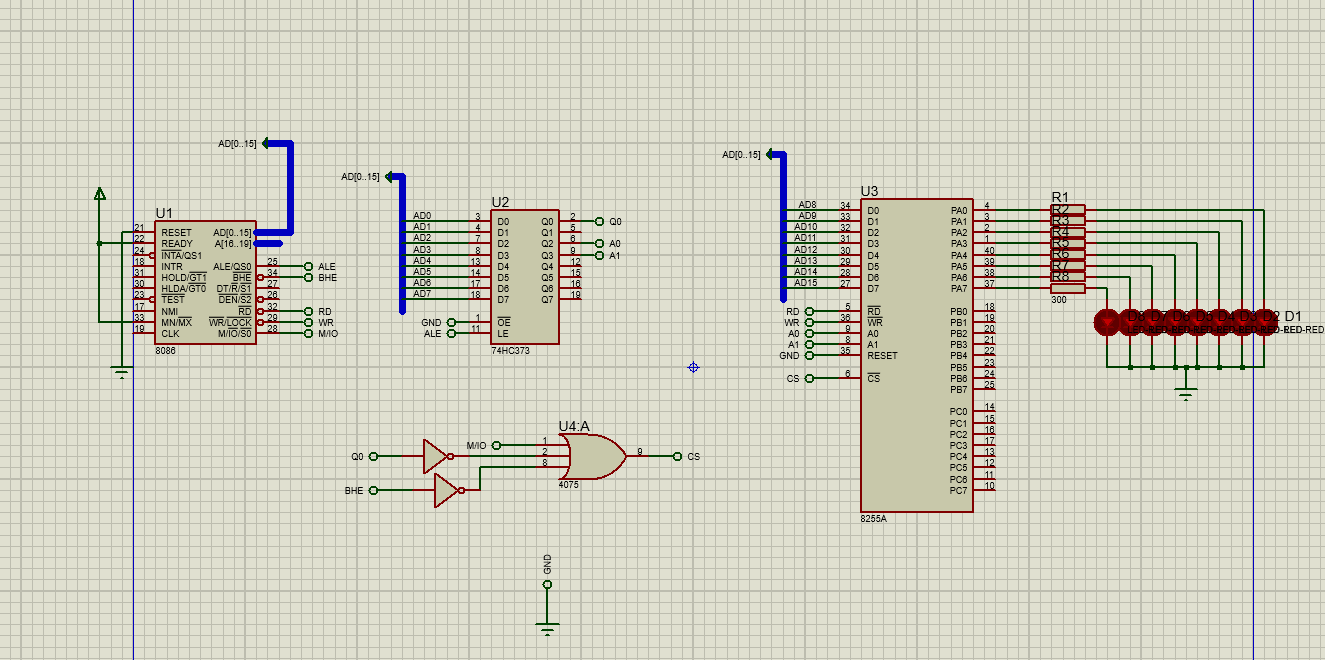 AD[0..15]
U1
21 RESET AD[0..15]
22 READY A[16..19]
24 INTA/QS1
18 INTR ALE/QS0 25 ALE
31 HOLD/GT1 BHE 34 BHE
30 HLDA/GT0 DT/R/S1 27
23 TEST DEN/S2 26
17 NMI RD 32 RD
33 MN/MX WR/LOCK 29 WR
19 CLK M/IO/S0 28 M/IO
8086
AD[0..15]
U2
AD0 3 D0 Q0 2 Q0
AD1 4 D1 Q1 5
AD2 7 D2 Q2 6 A0
AD3 8 D3 Q3 9 A1
AD4 13 D4 Q4 12
AD5 14 D5 Q5 15
AD6 17 D6 Q6 16
AD7 18 D7 Q7 19
GND 1 OE
ALE 11 LE
74HC373
AD[0..15]
U3
AD8 34 D0 PA0 4
AD9 33 D1 PA1 3
AD10 32 D2 PA2 2
AD11 31 D3 PA3 1
AD12 30 D4 PA4 40
AD13 29 D5 PA5 39
AD14 28 D6 PA6 38
AD15 27 D7 PA7 37
RD 5 RD PB0 18
WR 36 WR PB1 19
A0 9 A0 PB2 20
A1 8 A1 PB3 21
GND 35 RESET PB4 22
PB5 23
CS 6 CS PB6 24
PB7 25
PC0 14
PC1 15
PC2 16
PC3 17
PC4 13
PC5 12
PC6 11
PC7 10
8255A
R1
R2
R3
R4
R5
R6
R7
R8
300
D2 D1
U4:A
M/IO 1
Q0 2 9 CS
BHE 8
4075
GND